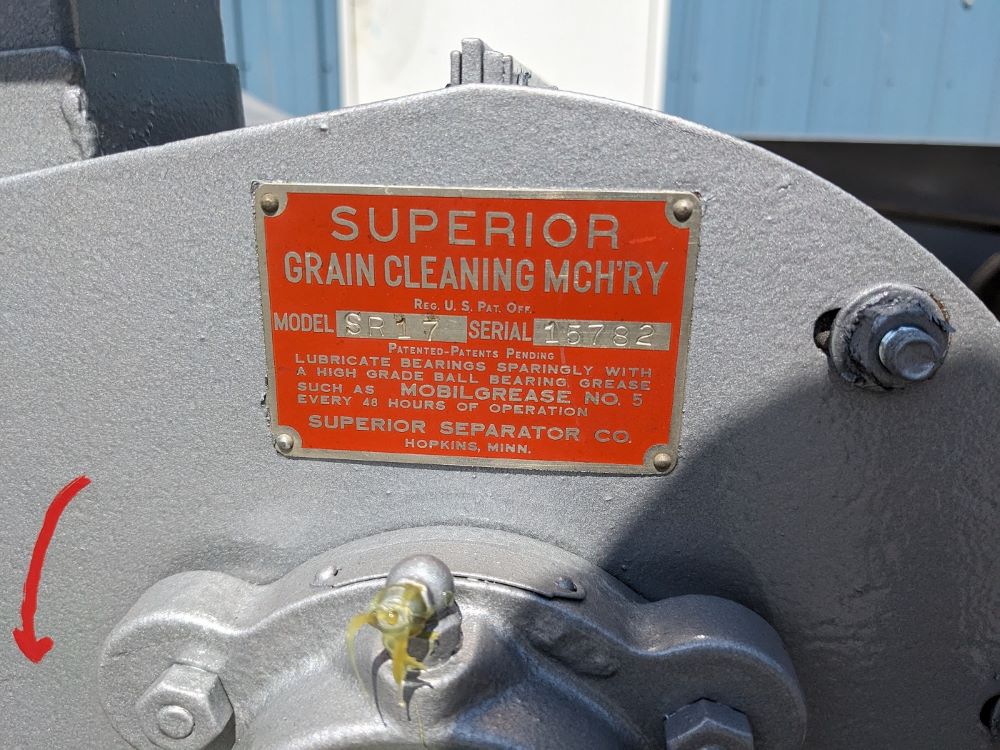 SUPERIOR
GRAIN CLEANING MCH'RY
REG. U. S. PAT. OFF.
MODEL SR17 SERIAL 15782
PATENTED-PATENTS PENDING
LUBRICATE BEARINGS SPARINGLY WITH
A HIGH GRADE BALL BEARING GREASE
SUCH AS MOBILGREASE NO. 5
EVERY 48 HOURS OF OPERATION
SUPERIOR SEPARATOR CO.
HOPKINS, MINN.